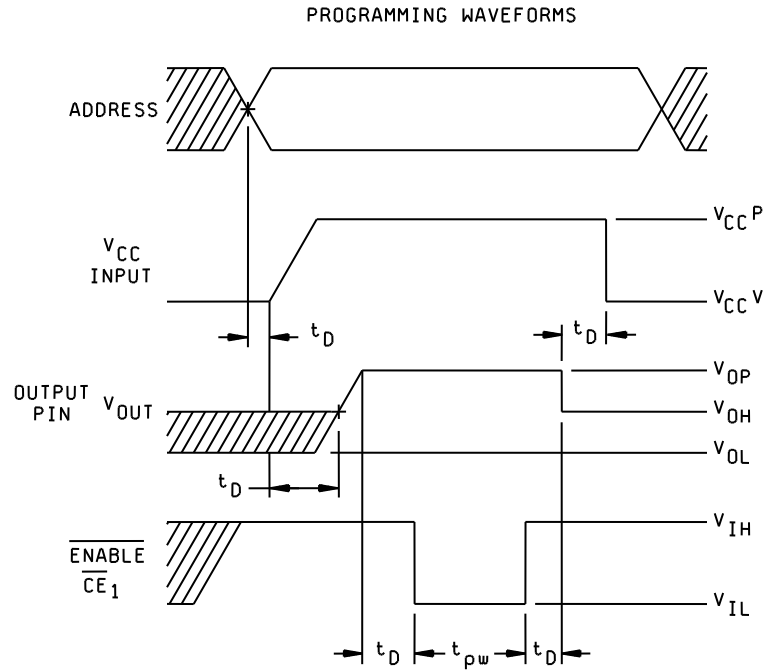 PROGRAMMING WAVEFORMS
ADDRESS
VCC
INPUT
VCCP
VCCV
tD
tD
OUTPUT
PIN
VOUT
VOP
VOH
VOL
tD
ENABLE
CE1
VIH
VIL
tD
tpw
tD